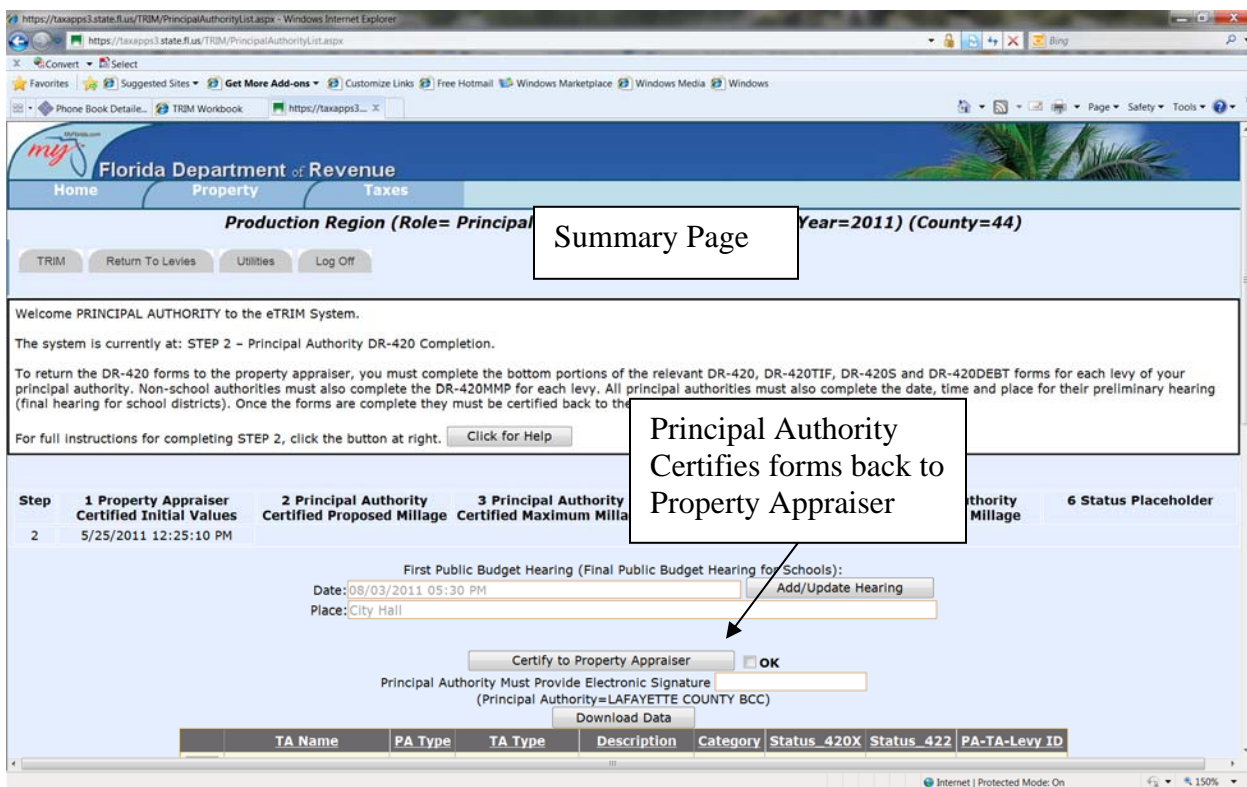 https://taxapps3.state.fl.us/TRIM/PrincipalAuthorityList.aspx - Windows Internet Explorer
https://taxapps3.state.fl.us/TRIM/PrincipalAuthorityList.aspx
Bing
x Convert Select
Favorites Suggested Sites Get More Add-ons Customize Links Free Hotmail Windows Marketplace Windows Media Windows
Phone Book Detaile... TRIM Workbook https://taxapps3... X Page Safety Tools
MyFlorida.com
my
Florida Department of Revenue
Home Property Taxes
Production Region (Role= Principal Year=2011) (County=44)
Summary Page
TRIM Return To Levies Utilities Log Off
Welcome PRINCIPAL AUTHORITY to the eTRIM System.
The system is currently at: STEP 2 – Principal Authority DR-420 Completion.
To return the DR-420 forms to the property appraiser, you must complete the bottom portions of the relevant DR-420, DR-420TIF, DR-420S and DR-420DEBT forms for each levy of your
principal authority. Non-school authorities must also complete the DR-420MMP for each levy. All principal authorities must also complete the date, time and place for their preliminary hearing
(final hearing for school districts). Once the forms are complete they must be certified back to the
For full instructions for completing STEP 2, click the button at right. Click for Help
Principal Authority
Certifies forms back to
Property Appraiser
Step 1 Property Appraiser 2 Principal Authority 3 Principal Authority 6 Status Placeholder
Certified Initial Values Certified Proposed Millage Certified Maximum Millage
2 5/25/2011 12:25:10 PM
First Public Budget Hearing (Final Public Budget Hearing for Schools):
Date: 08/03/2011 05:30 PM Add/Update Hearing
Place: City Hall
Certify to Property Appraiser OK
Principal Authority Must Provide Electronic Signature
(Principal Authority=LAFAYETTE COUNTY BCC)
Download Data
TA Name PA Type TA Type Description Category Status_420X Status_422 PA-TA-Levy ID
Internet | Protected Mode: On 150%